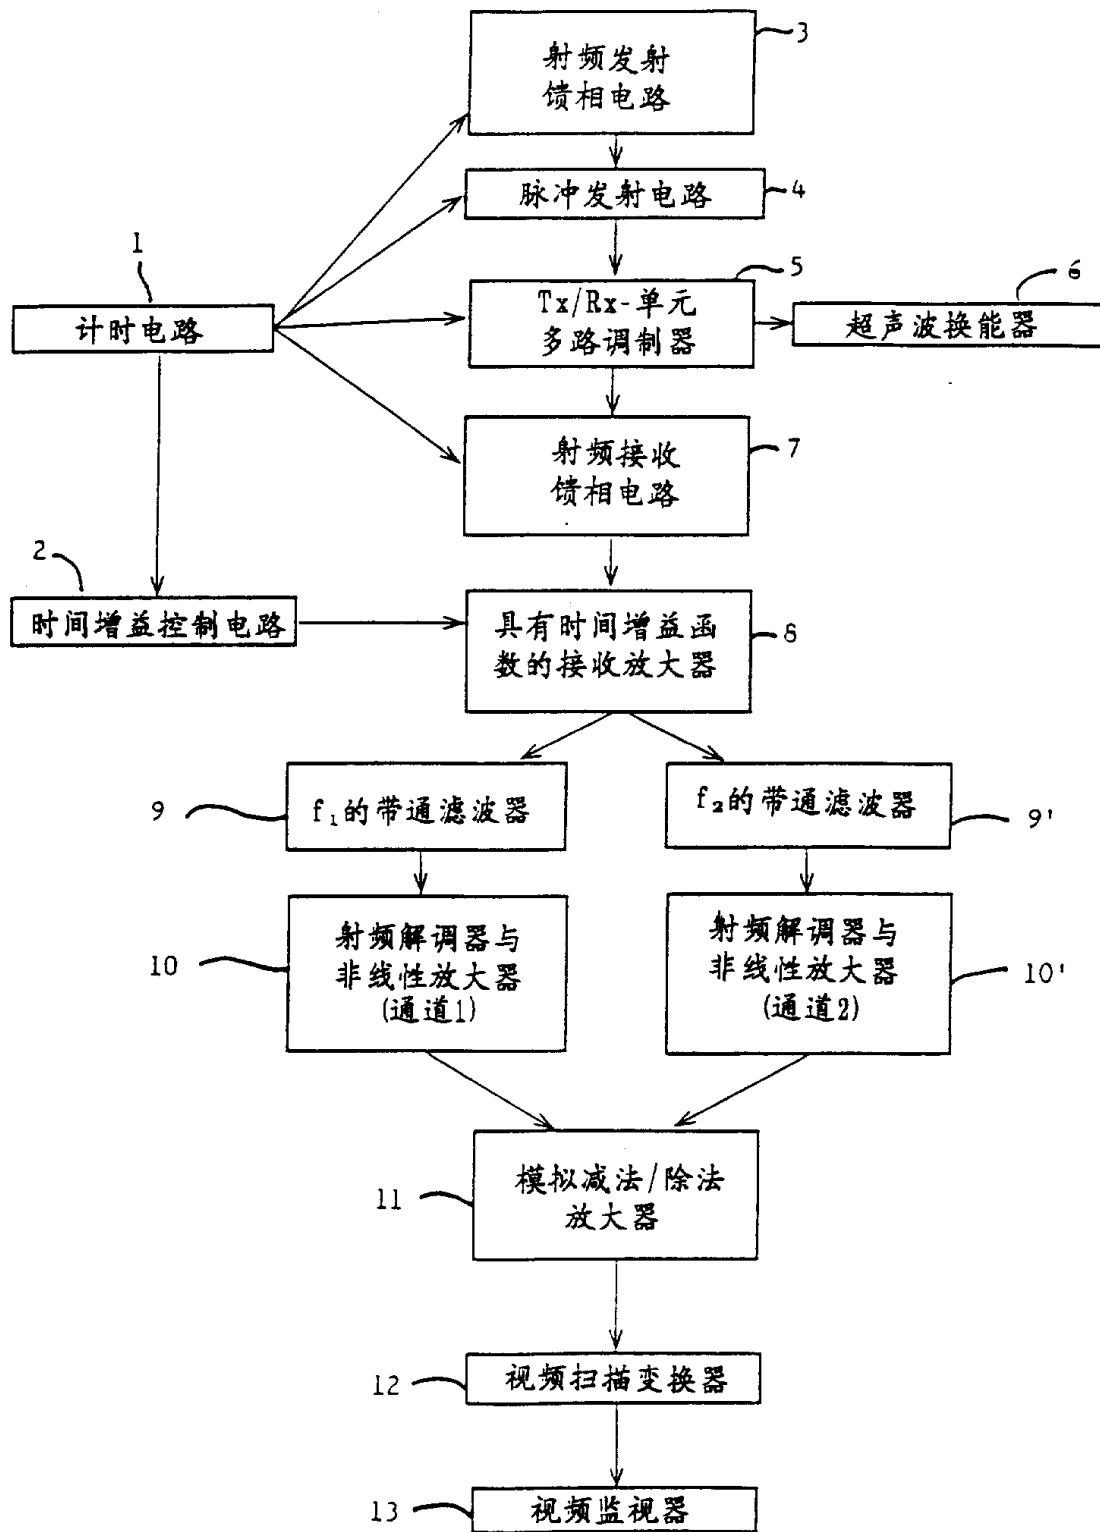 3
射频发射
馈相电路
脉冲发射电路
4
1
5
6
计时电路
Tx/Rx-单元
多路调制器
超声波换能器
射频接收
馈相电路
7
2
时间增益控制电路
具有时间增益函
数的接收放大器
8
9
f₁的带通滤波器
f₂的带通滤波器
9'
10
射频解调器与
非线性放大器
(通道1)
射频解调器与
非线性放大器
(通道2)
10'
11
模拟减法/除法
放大器
12
视频扫描变换器
13
视频监视器